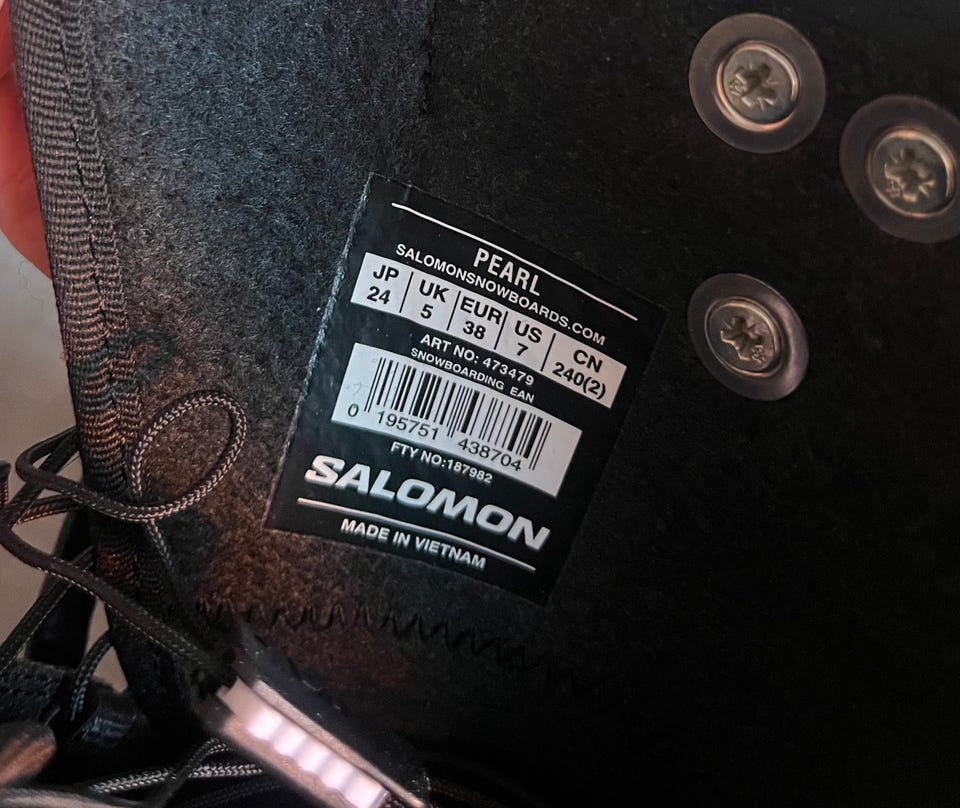 PEARL
SALOMONSNOWBOARDS.COM
JP UK EUR US CN
24 5 38 7 240(2)
ART NO: 473479
SNOWBOARDING EAN
0 195751 438704
FTY NO:187982
SALOMON
MADE IN VIETNAM